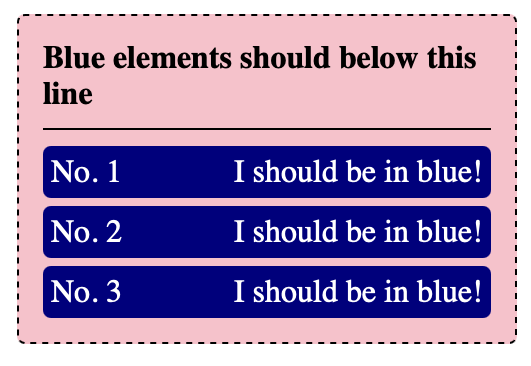 Blue elements should below this
line
No. 1 I should be in blue!
No. 2 I should be in blue!
No. 3 I should be in blue!